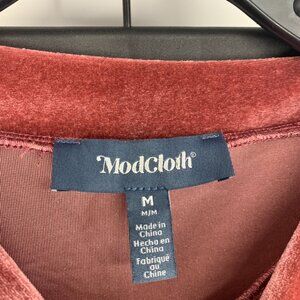 ModCloth®
M
M/M
Made in
China
Hecho en
China
Fabriqué
au
Chine